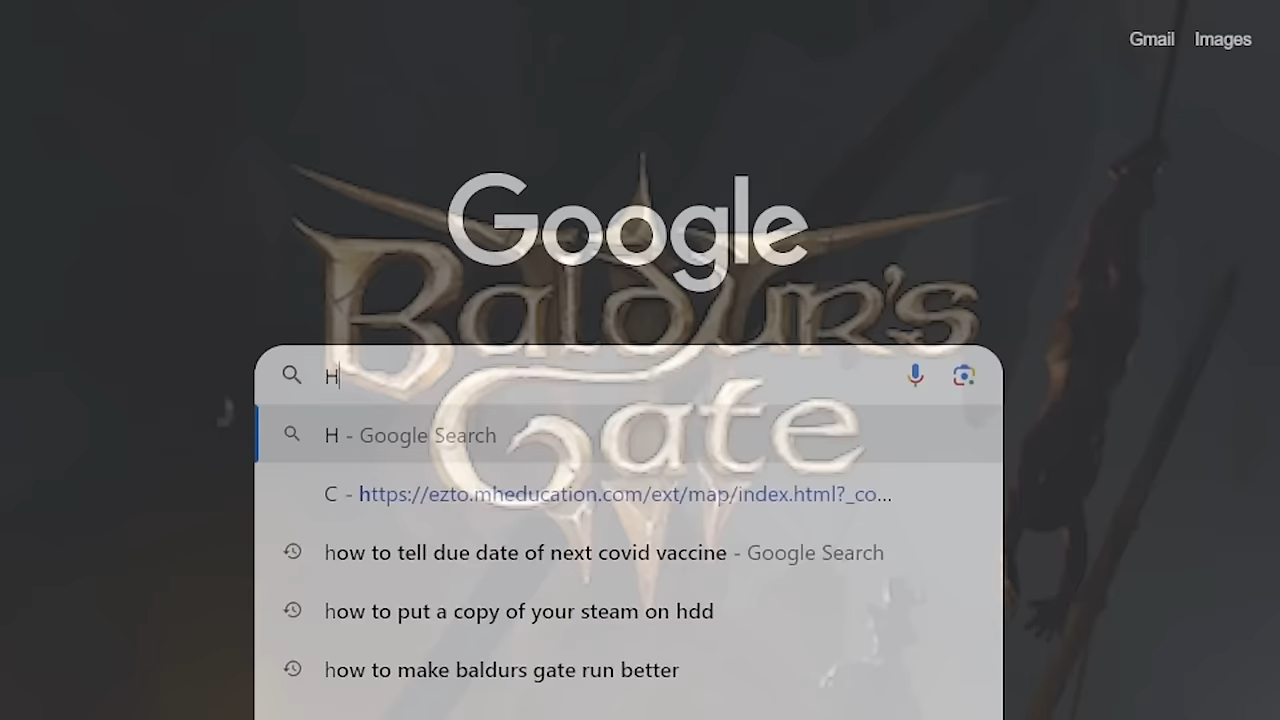 Gmail Images
Google
Baldur's
Gate
H
H - Google Search
C - https://ezto.mheducation.com/ext/map/index.html?_co...
how to tell due date of next covid vaccine - Google Search
how to put a copy of your steam on hdd
how to make baldurs gate run better